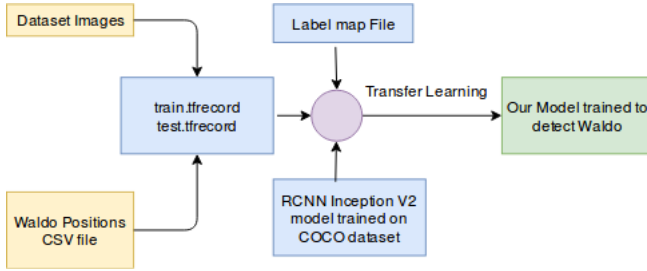 Dataset Images
Label map File
train.tfrecord
test.tfrecord
Transfer Learning
Our Model trained to
detect Waldo
Waldo Positions
CSV file
RCNN Inception V2
model trained on
COCO dataset